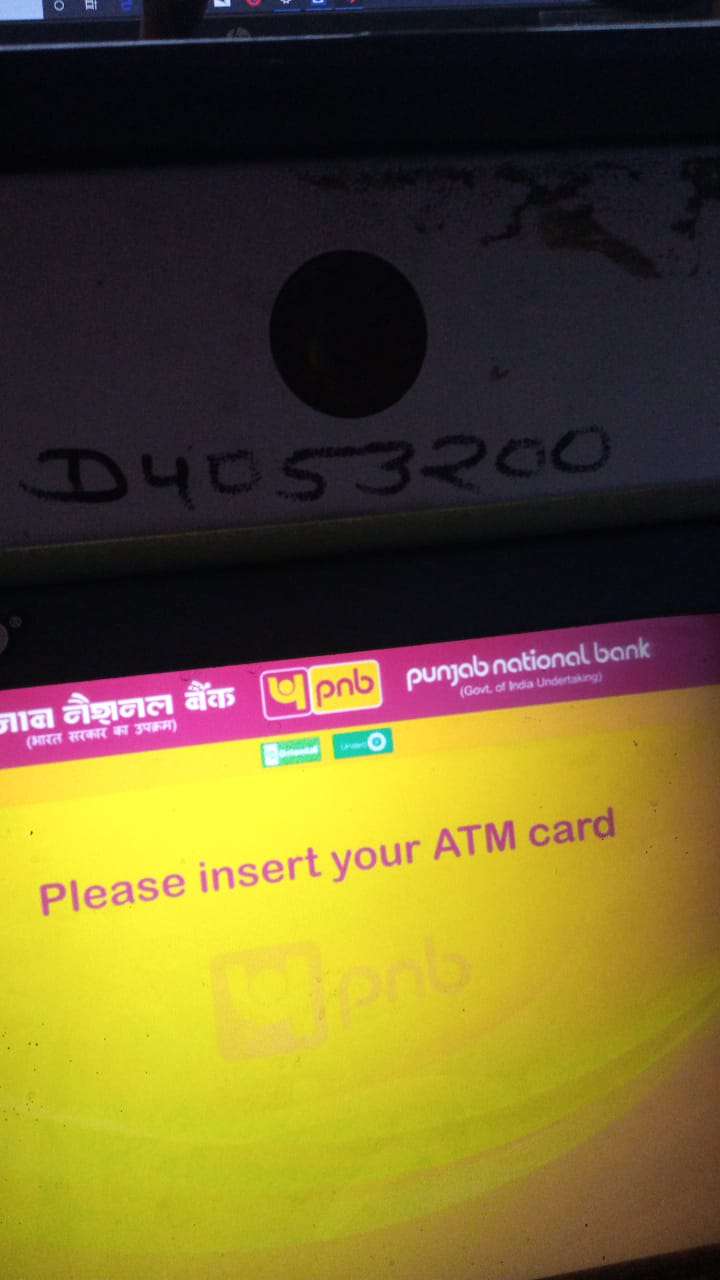 D4053200
नैशनल बैंक
(भारत सरकार का उपक्रम)
pnb
punjab national bank
(Govt. of India Undertaking)
Please insert your ATM card
pnb